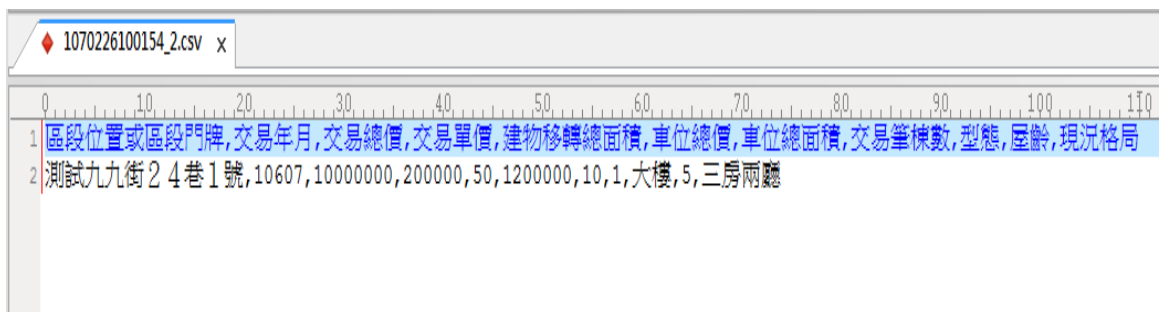 1070226100154_2.csv x
0 10 20 30 40 50 60 70 80 90 100 110
1 區段位置或區段門牌,交易年月,交易總價,交易單價,建物移轉總面積,車位總價,車位總面積,交易筆棟數,型態,屋齡,現況格局
2 測試九九街２４巷１號,10607,10000000,200000,50,1200000,10,1,大樓,5,三房兩廳